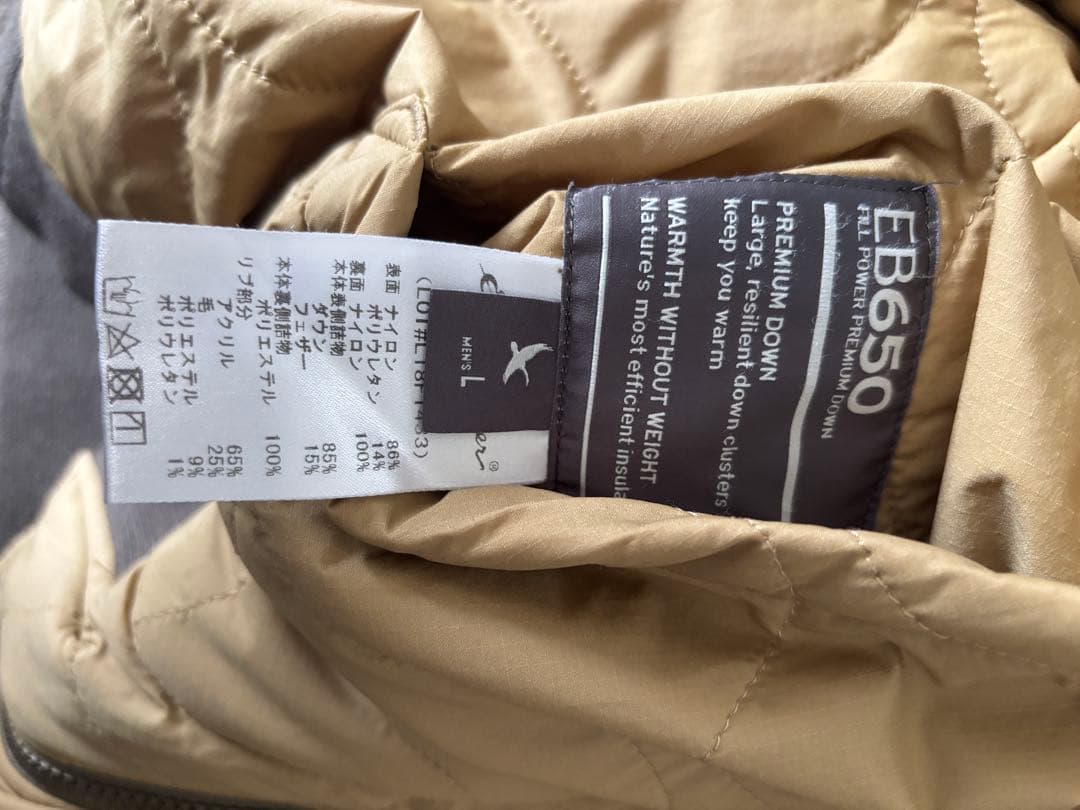 EB650
FILL POWER PREMIUM DOWN
PREMIUM DOWN
Large, resilient down clusters
keep you warm
WARMTH WITHOUT WEIGHT
Nature's most efficient
MEN'S
L
表面 ナイロン 86%
ポリウレタン 14%
裏面 ナイロン 100%
本体表側詰物
ダウン 85%
フェザー 15%
本体裏側詰物
ポリエステル 100%
リブ部分
アクリル 65%
毛 25%
ポリエステル 9%
ポリウレタン 1%